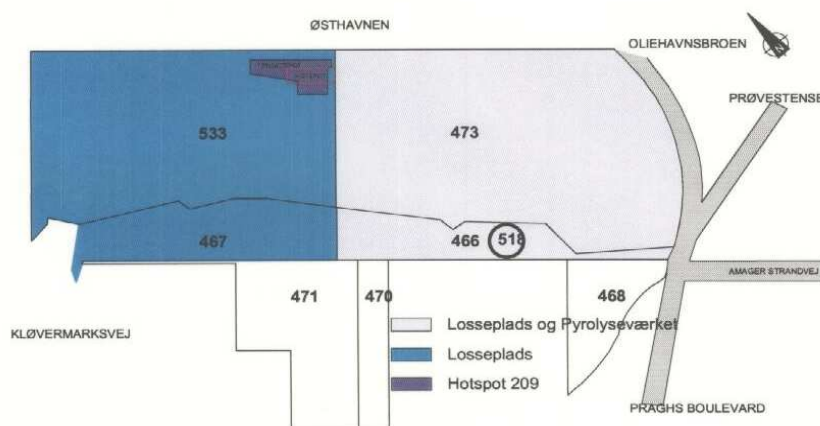 ØSTHAVNEN
OLIEHAVNSBROEN
PRØVESTENSB
533
473
467
466
518
AMAGER STRANDVEJ
471
470
468
KLØVERMARKSVEJ
Losseplads og Pyrolyseværket
Losseplads
Hotspot 209
PRAGHS BOULEVARD